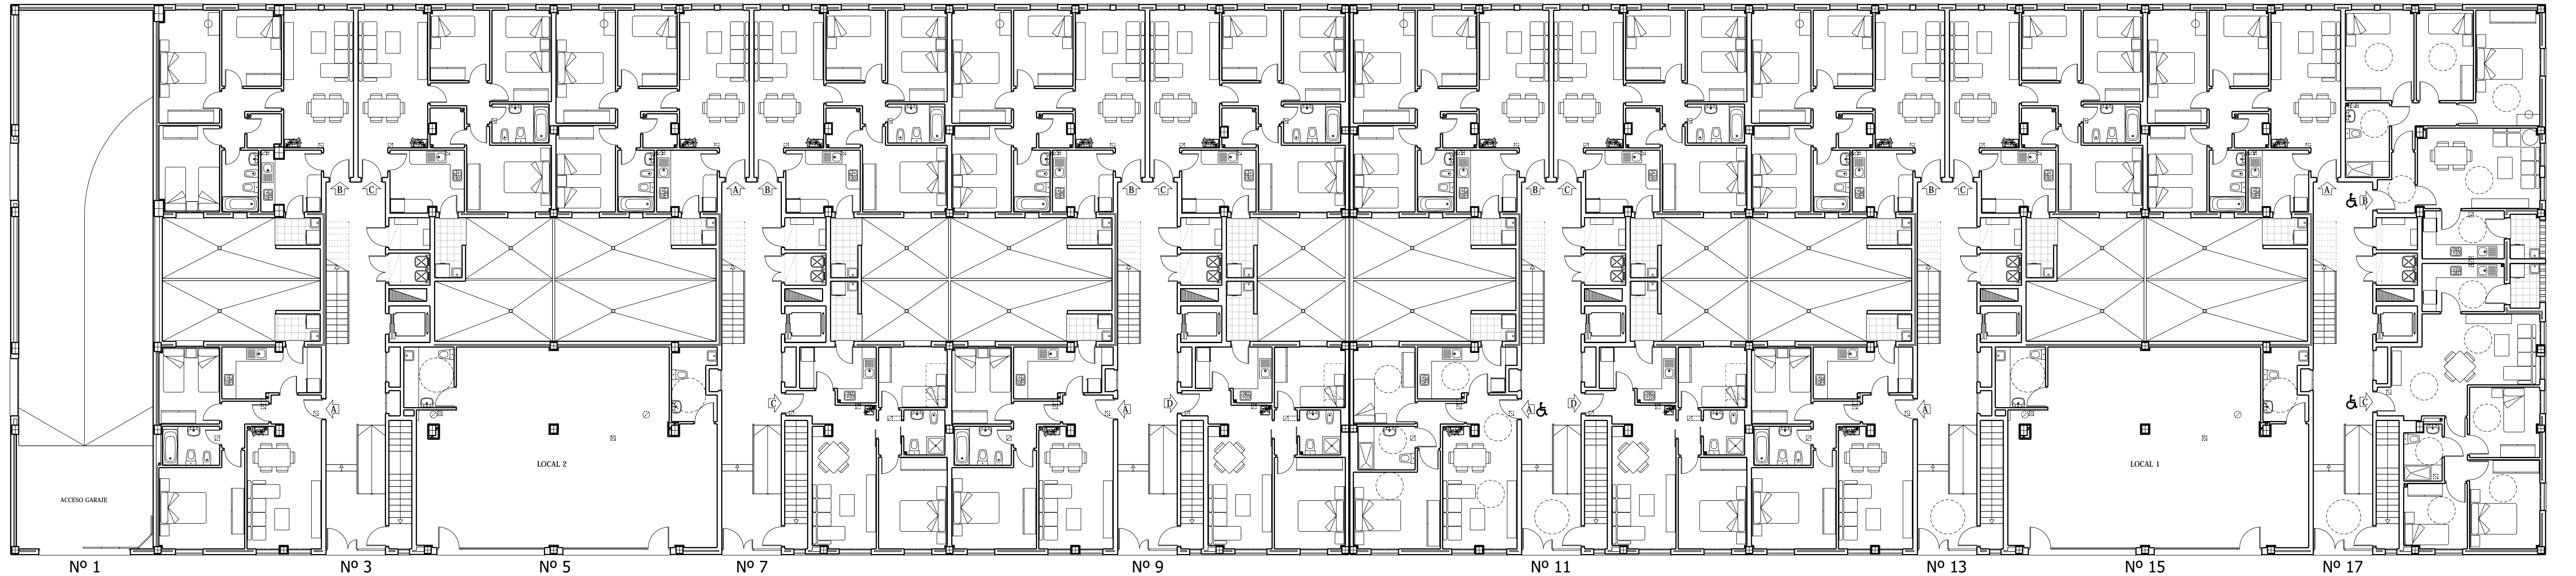 B C A B B C B C B C A
B
A C A D A D A C
LOCAL 2 LOCAL 1
ACCESO GARAJE
Nº 1 Nº 3 Nº 5 Nº 7 Nº 9 Nº 11 Nº 13 Nº 15 Nº 17